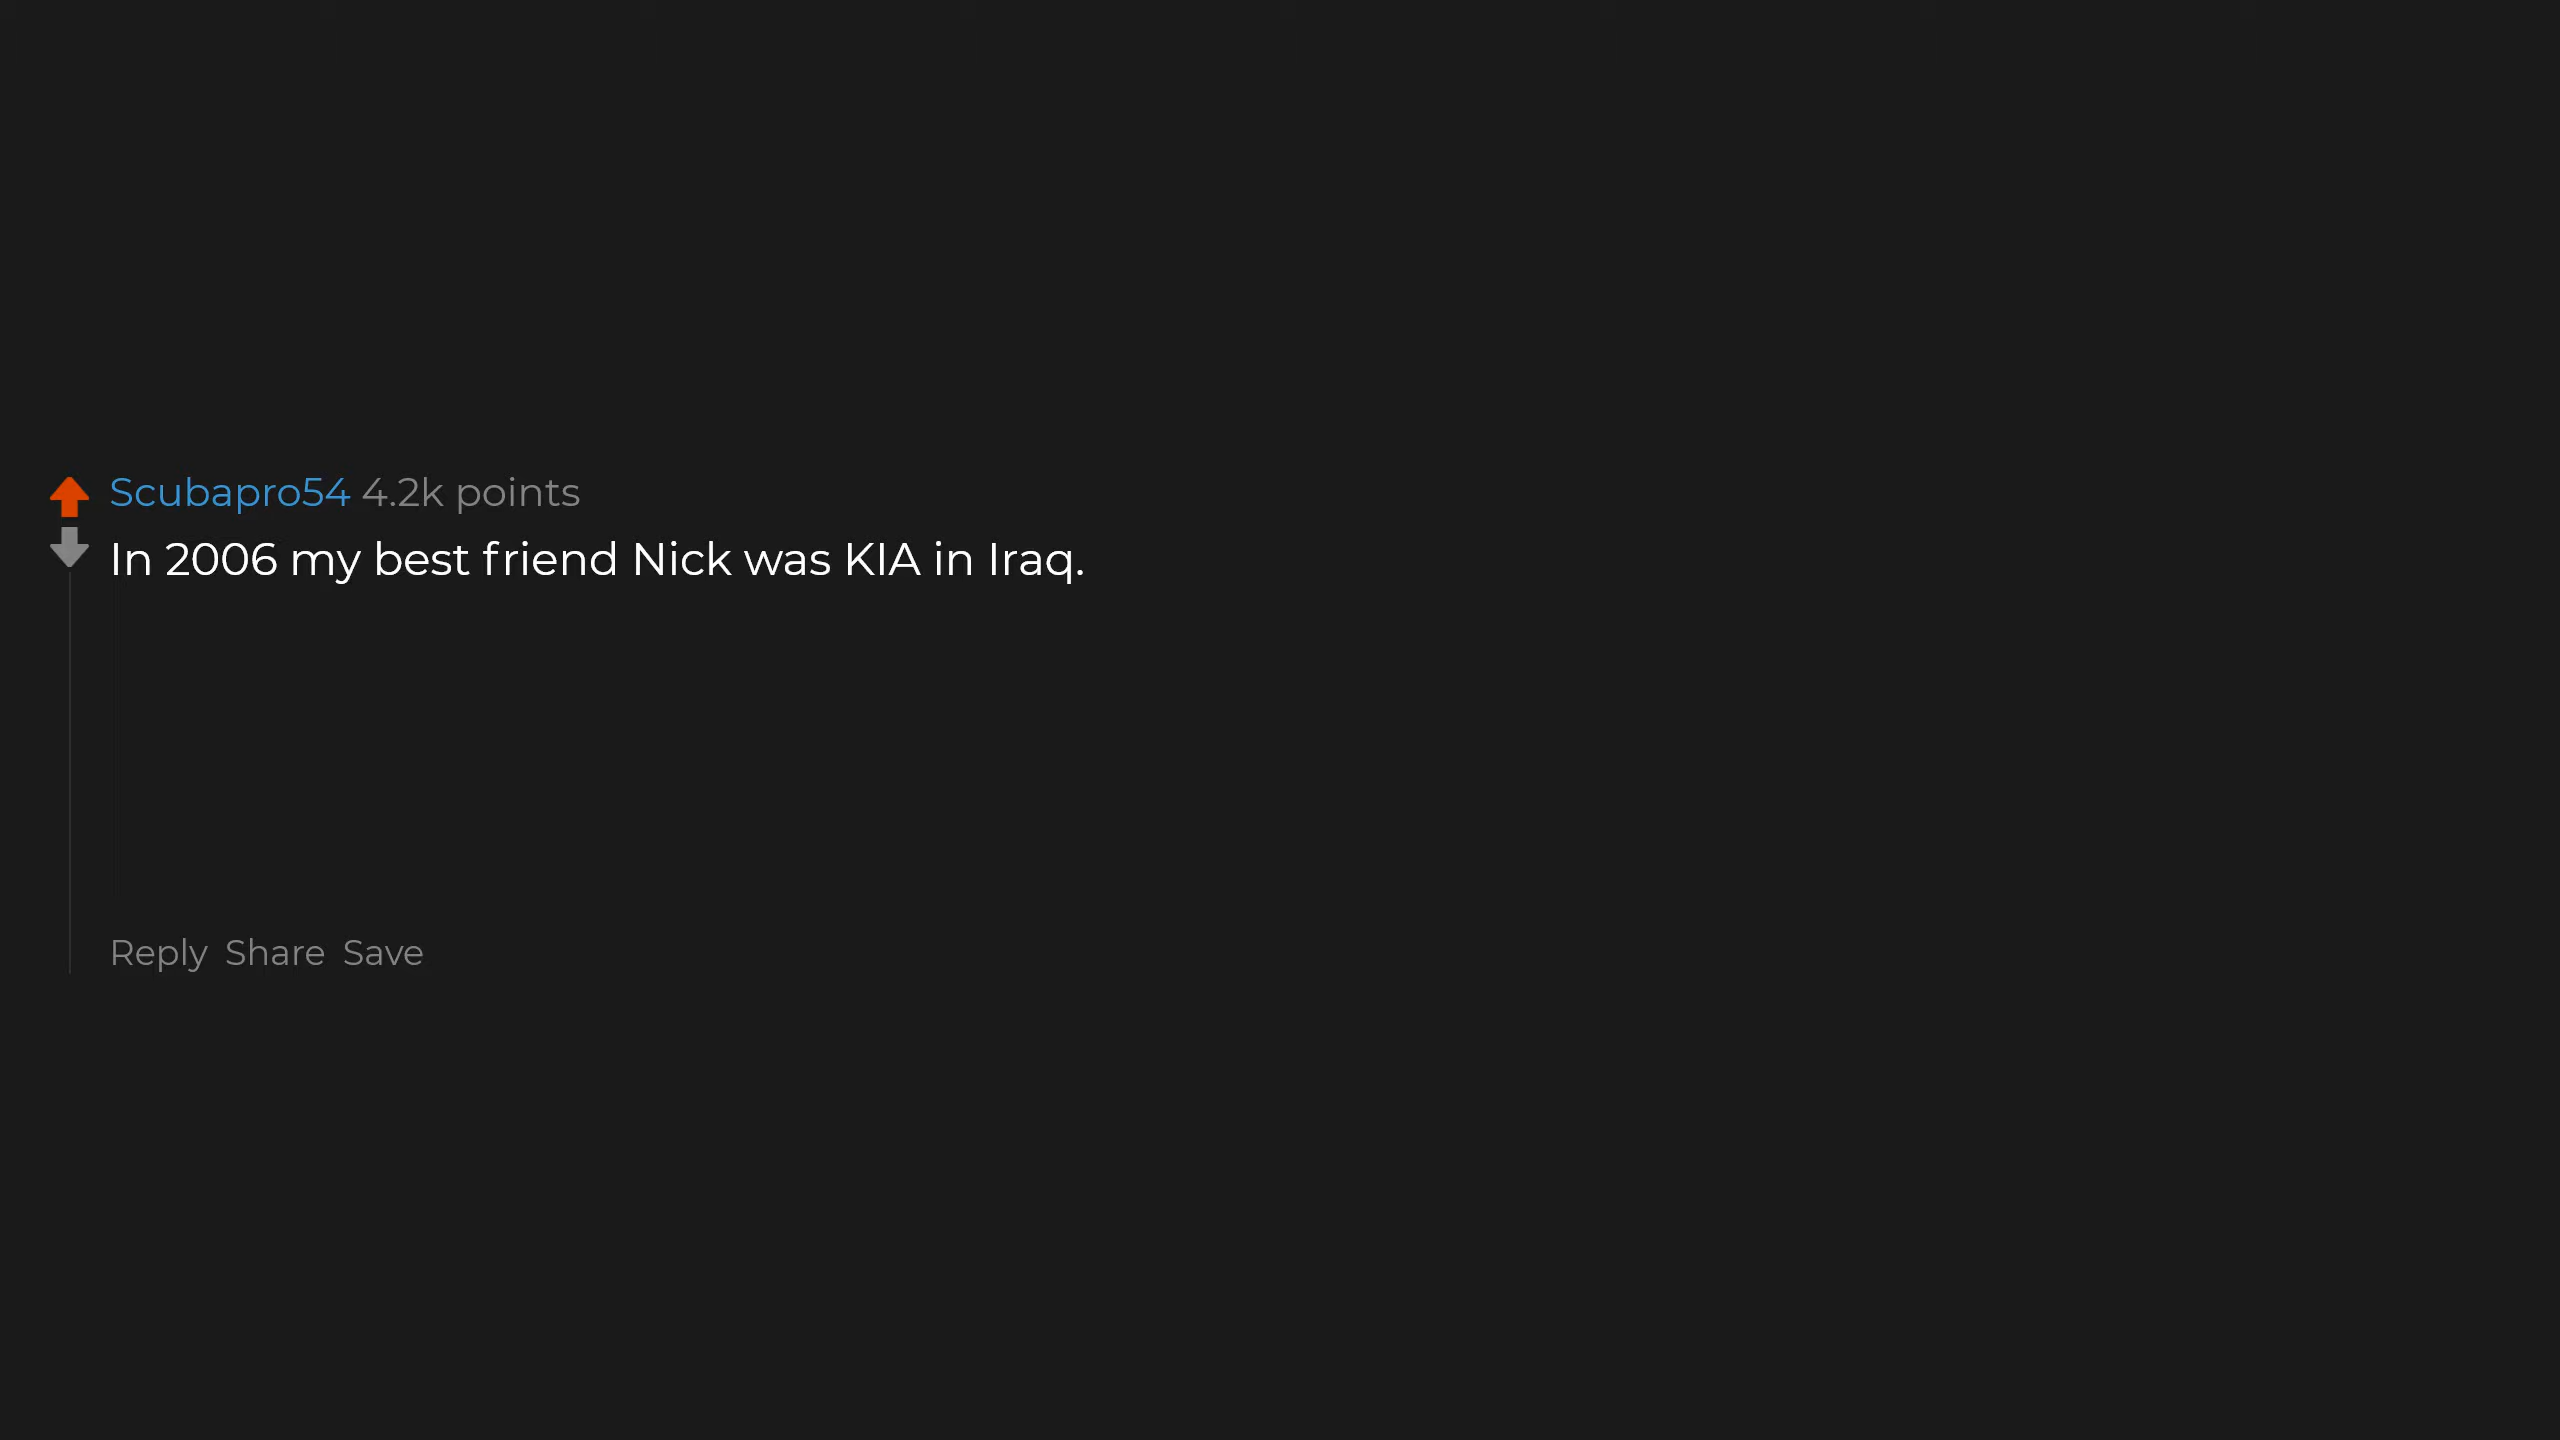 Scubapro54 4.2k points
In 2006 my best friend Nick was KIA in Iraq.
Reply Share Save